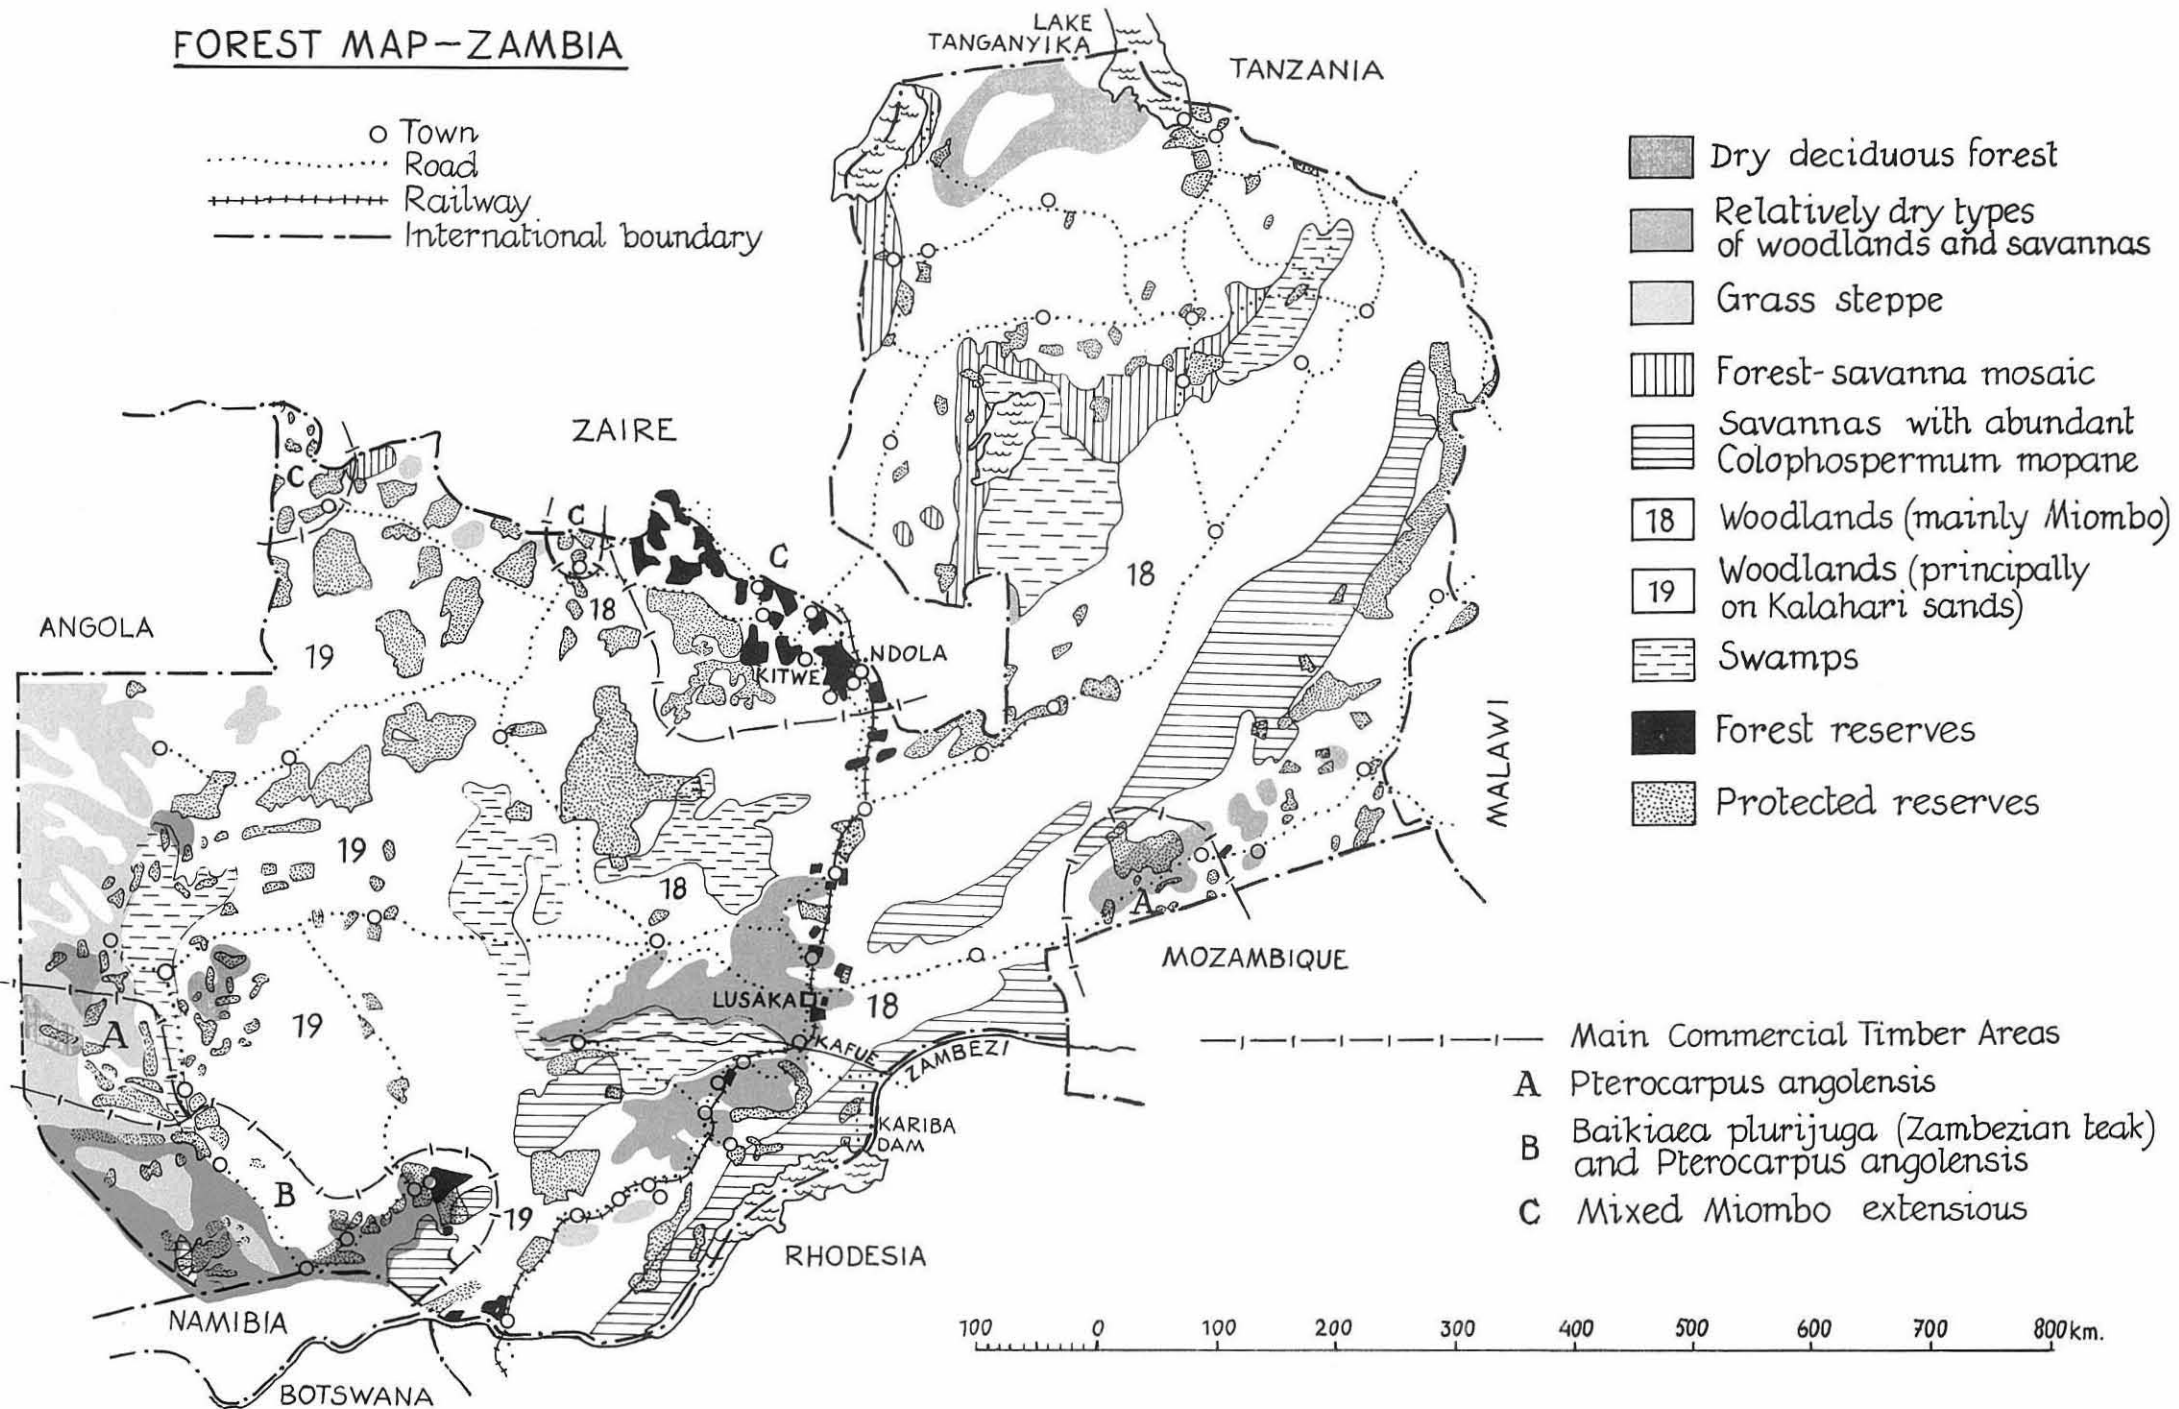 FOREST MAP-ZAMBIA
Town
Road
Railway
International boundary
LAKE
TANGANYIKA
TANZANIA
ZAIRE
ANGOLA
C
C
C
18
18
19
NDOLA
KITWE
19
18
19
A
MALAWI
MOZAMBIQUE
LUSAKA
18
A
KAFUE
ZAMBEZI
KARIBA
DAM
B
19
RHODESIA
NAMIBIA
BOTSWANA
Dry deciduous forest
Relatively dry types
of woodlands and savannas
Grass steppe
Forest-savanna mosaic
Savannas with abundant
Colophospermum mopane
18 Woodlands (mainly Miombo)
19 Woodlands (principally
on Kalahari sands)
Swamps
Forest reserves
Protected reserves
Main Commercial Timber Areas
A Pterocarpus angolensis
B Baikiaea plurijuga (Zambezian teak)
and Pterocarpus angolensis
C Mixed Miombo extensious
100 0 100 200 300 400 500 600 700 800km.